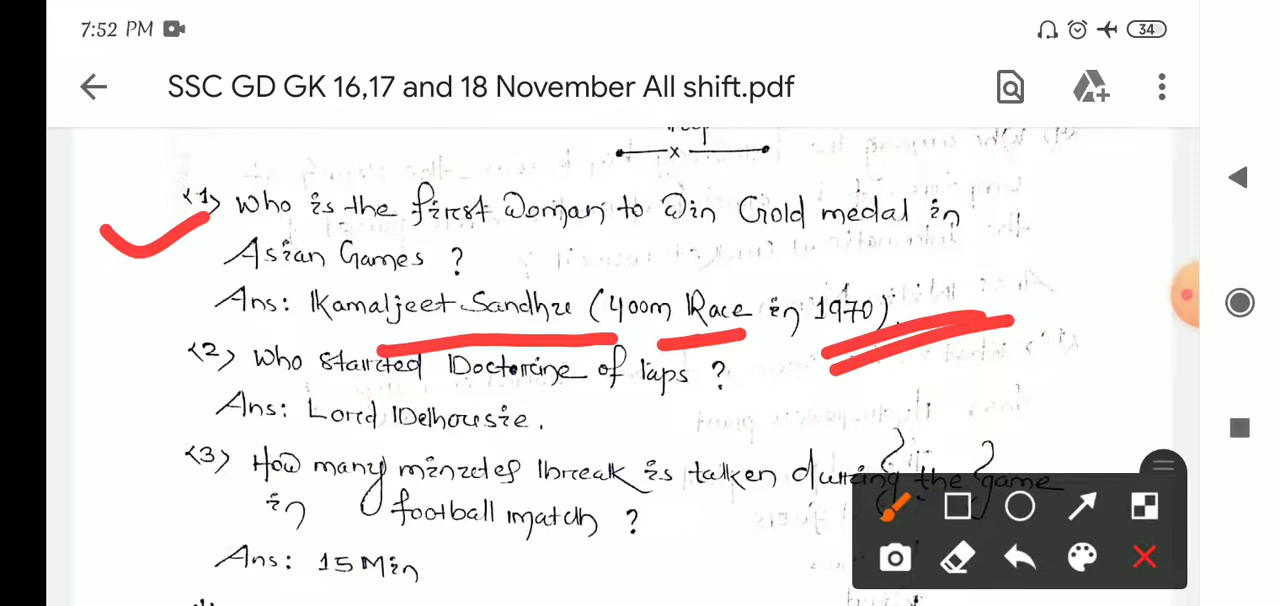 7:52 PM
34
SSC GD GK 16,17 and 18 November All shift.pdf
<1> Who is the first Woman to Win Gold medal in
Asian Games ?
Ans: Kamaljeet Sandhu (400m Race in 1970).
<2> Who started Doctorine of laps ?
Ans: Lord Delhousie.
<3> How many minutes break is taken during the game
in football match ?
Ans: 15 Min